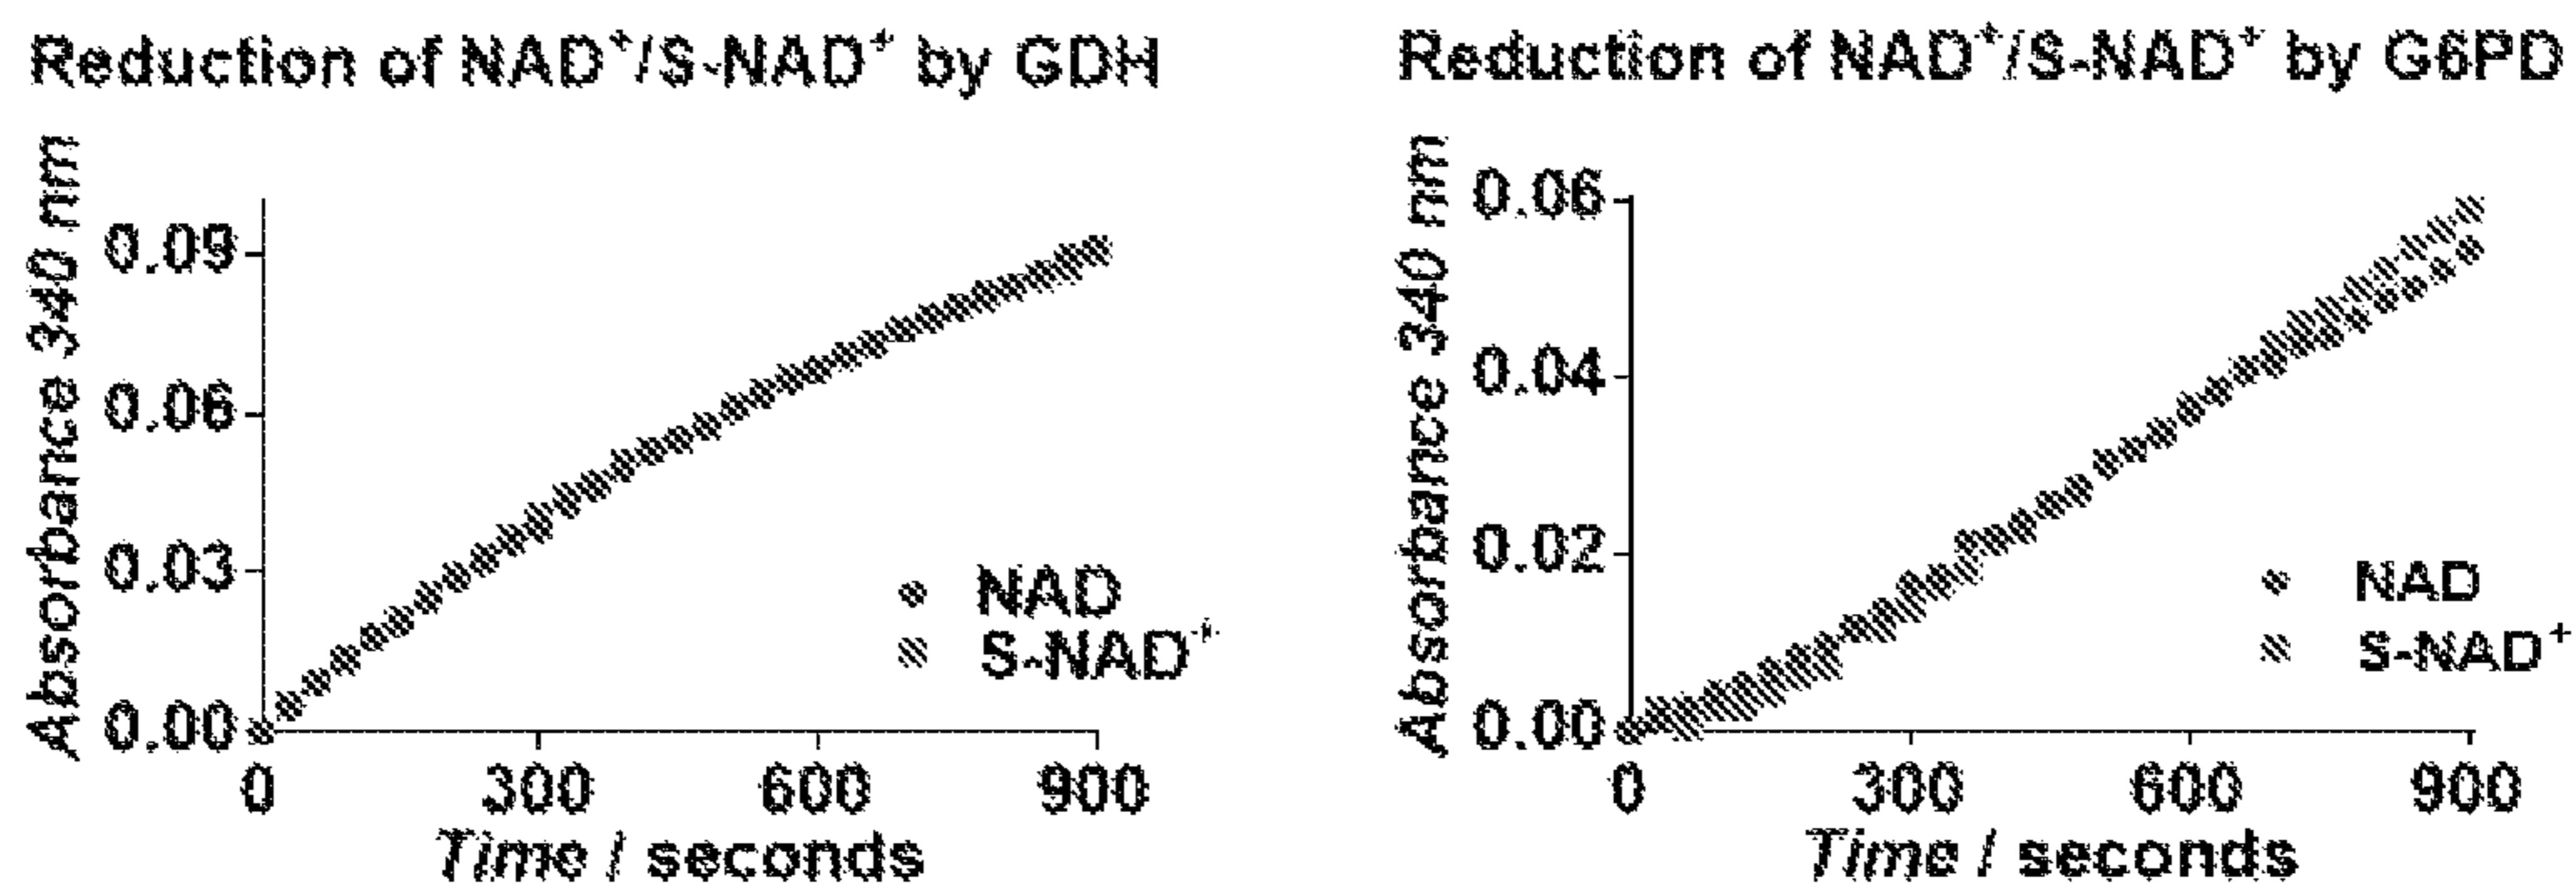 Reduction of NAD⁺/S-NAD⁺ by GDH
Absorbance 340 nm
0.09
0.06
0.03
0.00
0
300
600
900
Time / seconds
NAD
S-NAD⁺
Reduction of NAD⁺/S-NAD⁺ by G6PD
Absorbance 340 nm
0.06
0.04
0.02
0.00
0
300
600
900
Time / seconds
NAD
S-NAD⁺